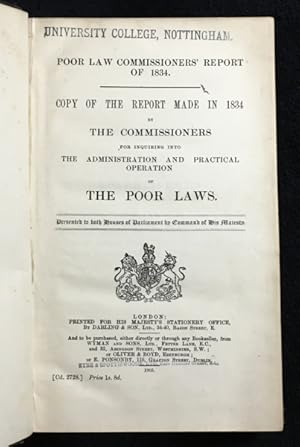 UNIVERSITY COLLEGE, NOTTINGHAM.
POOR LAW COMMISSIONERS' REPORT
OF 1834.
COPY OF THE REPORT MADE IN 1834
BY
THE COMMISSIONERS
FOR INQUIRING INTO
THE ADMINISTRATION AND PRACTICAL
OPERATION
OF
THE POOR LAWS.
Presented to both Houses of Parliament by Command of His Majesty.
LONDON:
PRINTED FOR HIS MAJESTY'S STATIONERY OFFICE,
BY DARLING & SON, LTD., 34-40, BACON STREET, E.
And to be purchased, either directly or through any Bookseller, from
WYMAN AND SONS, LTD., FETTER LANE, E.C.,
and 32, ABINGDON STREET, WESTMINSTER, S.W.;
or OLIVER & BOYD, EDINBURGH;
or E. PONSONBY, 116, GRAFTON STREET, DUBLIN.
1905.
[Cd. 2728.] Price 1s. 8d.